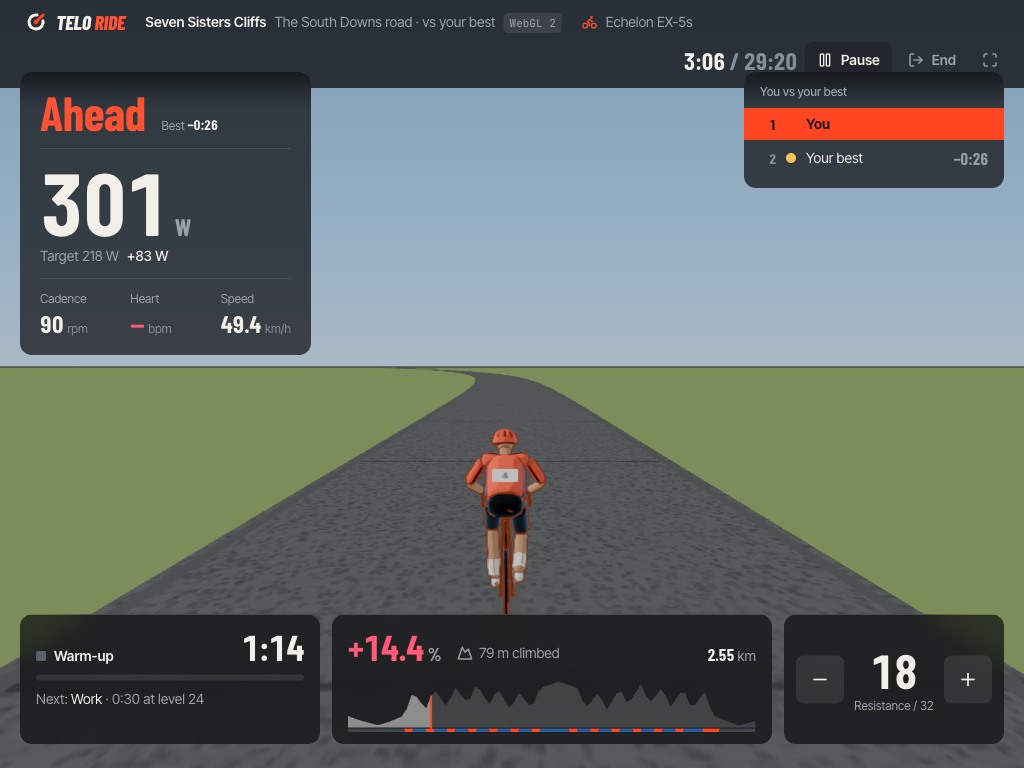 TELO RIDE Seven Sisters Cliffs The South Downs road · vs your best WebGL 2 Echelon EX-5s
3:06 / 29:20 Pause End
Ahead Best −0:26
301 W
Target 218 W +83 W
Cadence Heart Speed
90 rpm – bpm 49.4 km/h
You vs your best
1 You
2 Your best −0:26
4
Warm-up 1:14
Next: Work · 0:30 at level 24
+14.4 % 79 m climbed 2.55 km
− 18 +
Resistance / 32